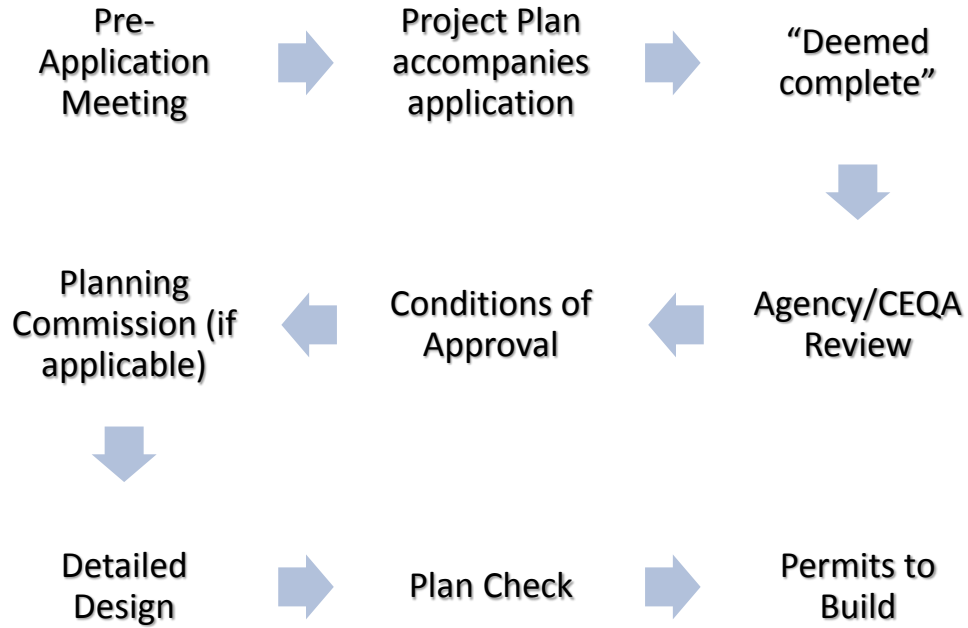 Pre-
Application
Meeting
Project Plan
accompanies
application
“Deemed
complete”
Agency/CEQA
Review
Conditions of
Approval
Planning
Commission (if
applicable)
Detailed
Design
Plan Check
Permits to
Build